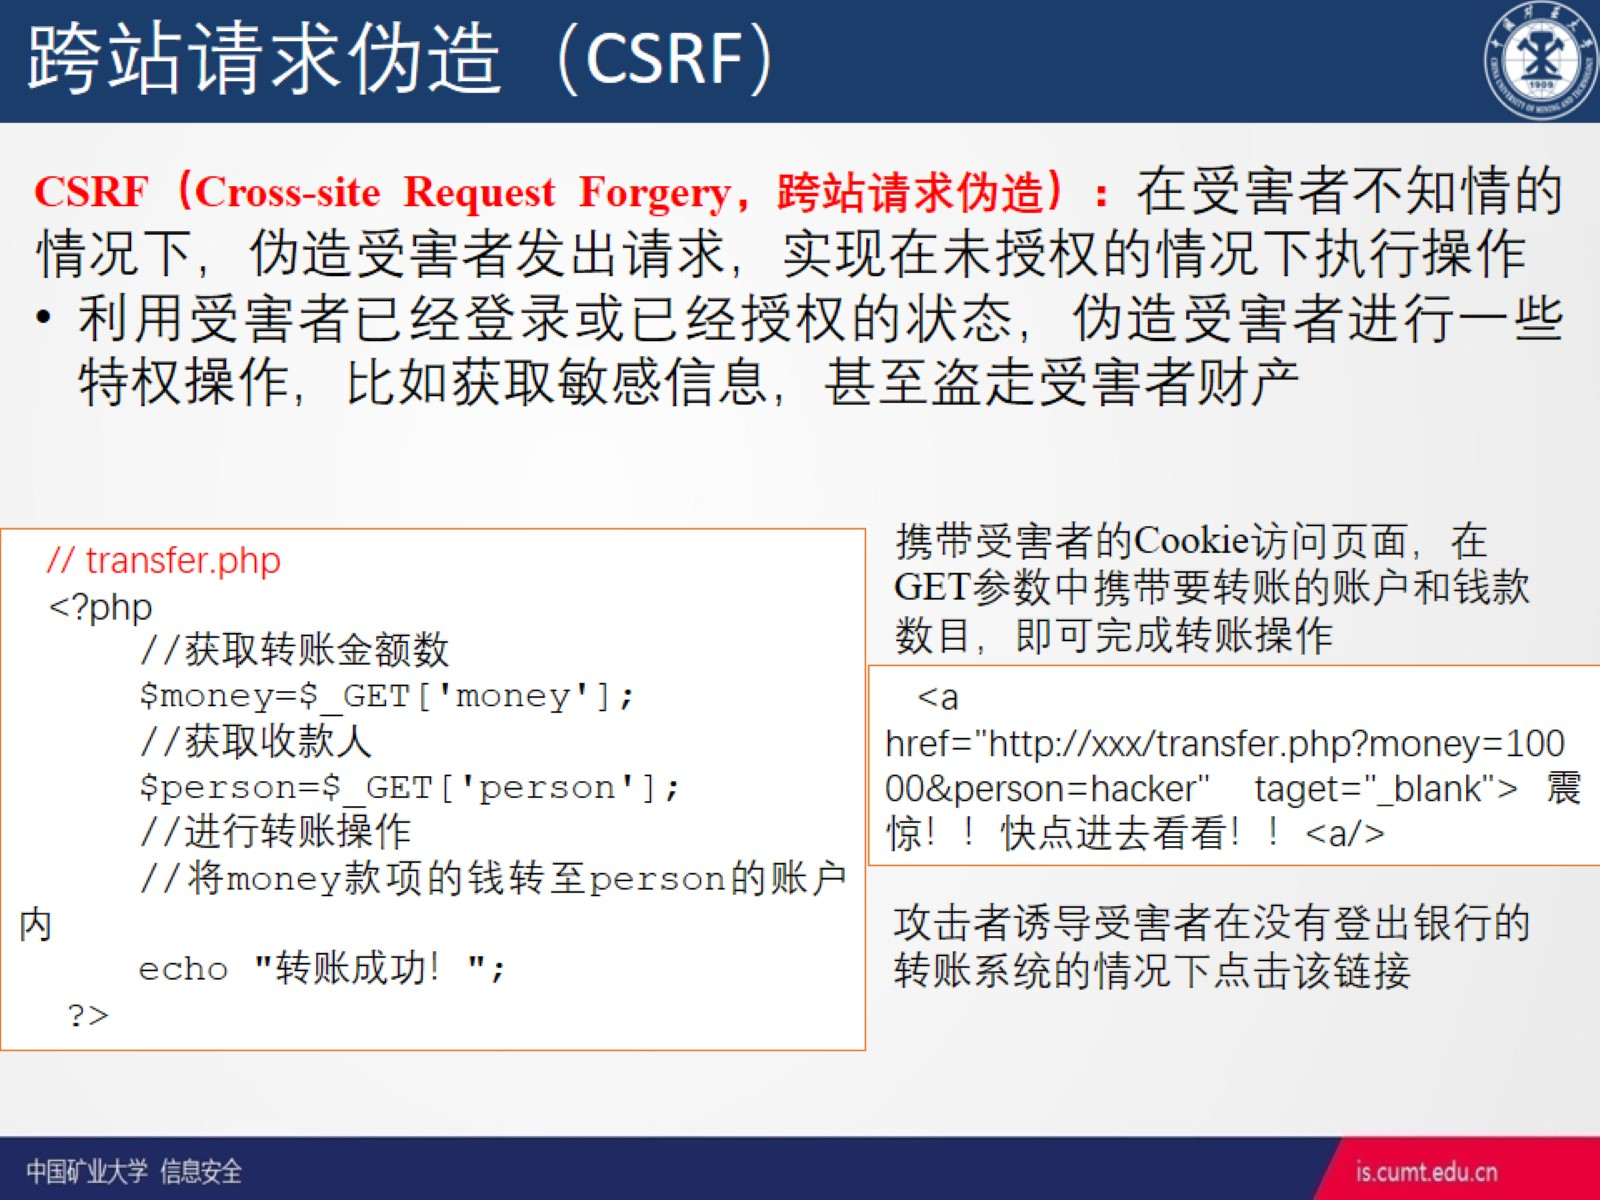 跨站请求伪造（CSRF）
CSRF（Cross-site Request Forgery，跨站请求伪造）：在受害者不知情的
情况下，伪造受害者发出请求，实现在未授权的情况下执行操作
• 利用受害者已经登录或已经授权的状态，伪造受害者进行一些
特权操作，比如获取敏感信息，甚至盗走受害者财产
// transfer.php
<?php
//获取转账金额数
$money=$_GET['money'];
//获取收款人
$person=$_GET['person'];
//进行转账操作
//将money款项的钱转至person的账户
内
echo "转账成功！";
?>
携带受害者的Cookie访问页面，在
GET参数中携带要转账的账户和钱款
数目，即可完成转账操作
<a
href="http://xxx/transfer.php?money=100
00&person=hacker" taget="_blank"> 震
惊！！快点进去看看！！<a/>
攻击者诱导受害者在没有登出银行的
转账系统的情况下点击该链接
中国矿业大学 信息安全
is.cumt.edu.cn
1909
CHINA UNIVERSITY OF MINING AND TECHNOLOGY